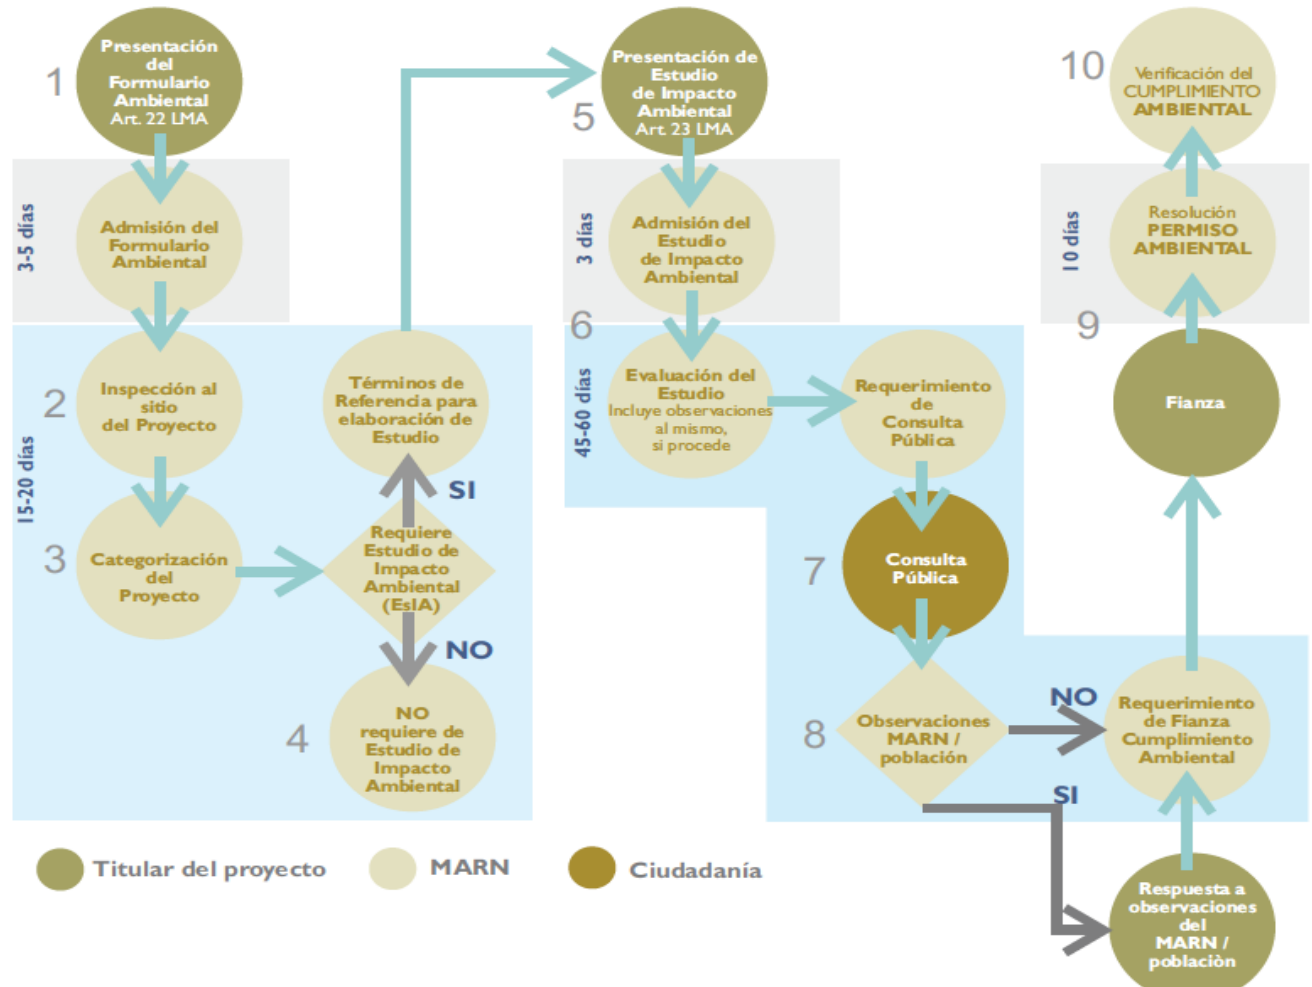 1
Presentación
del
Formulario
Ambiental
Art. 22 LMA
3-5 días
Admisión del
Formulario
Ambiental
15-20 días
2
Inspección al
sitio
del Proyecto
3
Categorización
del
Proyecto
Requiere
Estudio de
Impacto
Ambiental
(EsIA)
SI
Términos de
Referencia para
elaboración de
Estudio
NO
4
NO
requiere de
Estudio de
Impacto
Ambiental
5
Presentación de
Estudio
de Impacto
Ambiental
Art. 23 LMA
3 días
Admisión del
Estudio
de Impacto
Ambiental
6
45-60 días
Evaluación del
Estudio
Incluye observaciones
al mismo,
si procede
Requerimiento
de
Consulta
Pública
7
Consulta
Pública
8
Observaciones
MARN /
población
NO
SI
Requerimiento
de Fianza
Cumplimiento
Ambiental
Respuesta a
observaciones
del
MARN /
poblaciòn
Fianza
9
10 días
Resolución
PERMISO
AMBIENTAL
10
Verificación del
CUMPLIMIENTO
AMBIENTAL
Titular del proyecto
MARN
Ciudadanía